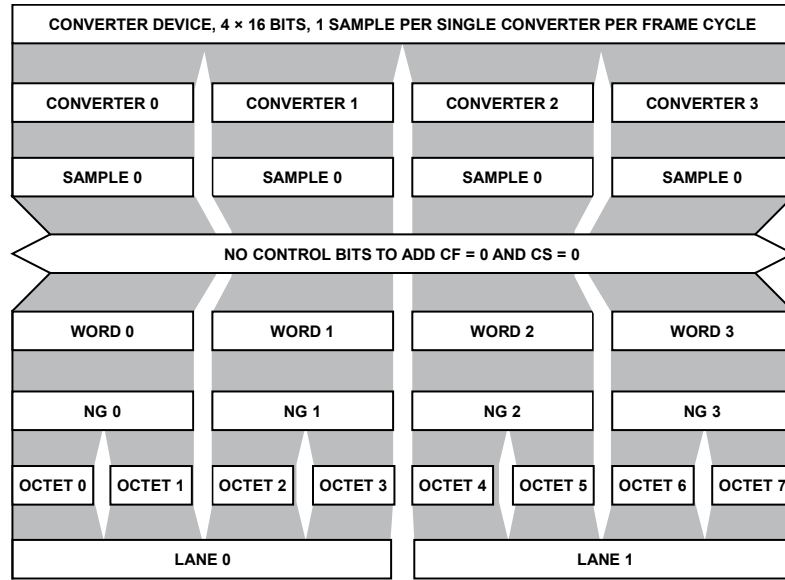 CONVERTER DEVICE, 4 × 16 BITS, 1 SAMPLE PER SINGLE CONVERTER PER FRAME CYCLE
CONVERTER 0 CONVERTER 1 CONVERTER 2 CONVERTER 3
SAMPLE 0 SAMPLE 0 SAMPLE 0 SAMPLE 0
NO CONTROL BITS TO ADD CF = 0 AND CS = 0
WORD 0 WORD 1 WORD 2 WORD 3
NG 0 NG 1 NG 2 NG 3
OCTET 0 OCTET 1 OCTET 2 OCTET 3 OCTET 4 OCTET 5 OCTET 6 OCTET 7
LANE 0 LANE 1